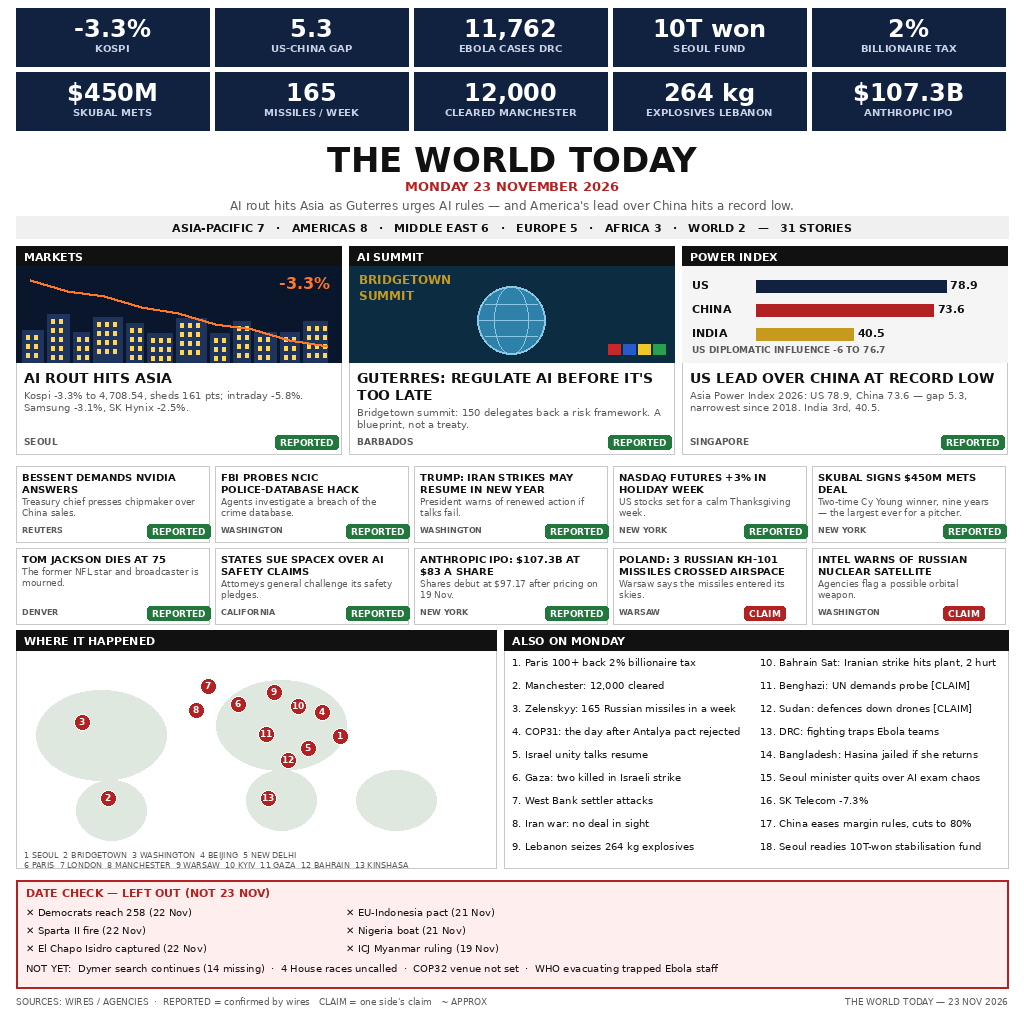 -3.3%
KOSPI
5.3
US-CHINA GAP
11,762
EBOLA CASES DRC
10T won
SEOUL FUND
2%
BILLIONAIRE TAX
$450M
SKUBAL METS
165
MISSILES / WEEK
12,000
CLEARED MANCHESTER
264 kg
EXPLOSIVES LEBANON
$107.3B
ANTHROPIC IPO
THE WORLD TODAY
MONDAY 23 NOVEMBER 2026
AI rout hits Asia as Guterres urges AI rules — and America's lead over China hits a record low.
ASIA-PACIFIC 7 · AMERICAS 8 · MIDDLE EAST 6 · EUROPE 5 · AFRICA 3 · WORLD 2 — 31 STORIES
MARKETS
-3.3%
AI ROUT HITS ASIA
Kospi -3.3% to 4,708.54, sheds 161 pts; intraday -5.8%.
Samsung -3.1%, SK Hynix -2.5%.
SEOUL
REPORTED
AI SUMMIT
BRIDGETOWN
SUMMIT
GUTERRES: REGULATE AI BEFORE IT'S
TOO LATE
Bridgetown summit: 150 delegates back a risk framework. A
blueprint, not a treaty.
BARBADOS
REPORTED
POWER INDEX
US 78.9
CHINA 73.6
INDIA 40.5
US DIPLOMATIC INFLUENCE -6 TO 76.7
US LEAD OVER CHINA AT RECORD LOW
Asia Power Index 2026: US 78.9, China 73.6 — gap 5.3,
narrowest since 2018. India 3rd, 40.5.
SINGAPORE
REPORTED
BESSENT DEMANDS NVIDIA
ANSWERS
Treasury chief presses chipmaker over
China sales.
REUTERS
REPORTED
FBI PROBES NCIC
POLICE-DATABASE HACK
Agents investigate a breach of the
crime database.
WASHINGTON
REPORTED
TRUMP: IRAN STRIKES MAY
RESUME IN NEW YEAR
President warns of renewed action if
talks fail.
WASHINGTON
REPORTED
NASDAQ FUTURES +3% IN
HOLIDAY WEEK
US stocks set for a calm Thanksgiving
week.
NEW YORK
REPORTED
SKUBAL SIGNS $450M METS
DEAL
Two-time Cy Young winner, nine years
— the largest ever for a pitcher.
NEW YORK
REPORTED
TOM JACKSON DIES AT 75
The former NFL star and broadcaster is
mourned.
DENVER
REPORTED
STATES SUE SPACEX OVER AI
SAFETY CLAIMS
Attorneys general challenge its safety
pledges.
CALIFORNIA
REPORTED
ANTHROPIC IPO: $107.3B AT
$83 A SHARE
Shares debut at $97.17 after pricing on
19 Nov.
NEW YORK
REPORTED
POLAND: 3 RUSSIAN KH-101
MISSILES CROSSED AIRSPACE
Warsaw says the missiles entered its
skies.
WARSAW
CLAIM
INTEL WARNS OF RUSSIAN
NUCLEAR SATELLITE
Agencies flag a possible orbital
weapon.
WASHINGTON
CLAIM
WHERE IT HAPPENED
7
9
6
8
10
4
3
11
1
5
12
2
13
1 SEOUL 2 BRIDGETOWN 3 WASHINGTON 4 BEIJING 5 NEW DELHI
6 PARIS 7 LONDON 8 MANCHESTER 9 WARSAW 10 KYIV 11 GAZA 12 BAHRAIN 13 KINSHASA
ALSO ON MONDAY
1. Paris 100+ back 2% billionaire tax
2. Manchester: 12,000 cleared
3. Zelenskyy: 165 Russian missiles in a week
4. COP31: the day after Antalya pact rejected
5. Israel unity talks resume
6. Gaza: two killed in Israeli strike
7. West Bank settler attacks
8. Iran war: no deal in sight
9. Lebanon seizes 264 kg explosives
10. Bahrain Sat: Iranian strike hits plant, 2 hurt
11. Benghazi: UN demands probe [CLAIM]
12. Sudan: defences down drones [CLAIM]
13. DRC: fighting traps Ebola teams
14. Bangladesh: Hasina jailed if she returns
15. Seoul minister quits over AI exam chaos
16. SK Telecom -7.3%
17. China eases margin rules, cuts to 80%
18. Seoul readies 10T-won stabilisation fund
DATE CHECK — LEFT OUT (NOT 23 NOV)
✕ Democrats reach 258 (22 Nov)
✕ Sparta II fire (22 Nov)
✕ El Chapo Isidro captured (22 Nov)
✕ EU-Indonesia pact (21 Nov)
✕ Nigeria boat (21 Nov)
✕ ICJ Myanmar ruling (19 Nov)
NOT YET: Dymer search continues (14 missing) · 4 House races uncalled · COP32 venue not set · WHO evacuating trapped Ebola staff
SOURCES: WIRES / AGENCIES · REPORTED = confirmed by wires CLAIM = one side's claim ~ APPROX
THE WORLD TODAY — 23 NOV 2026